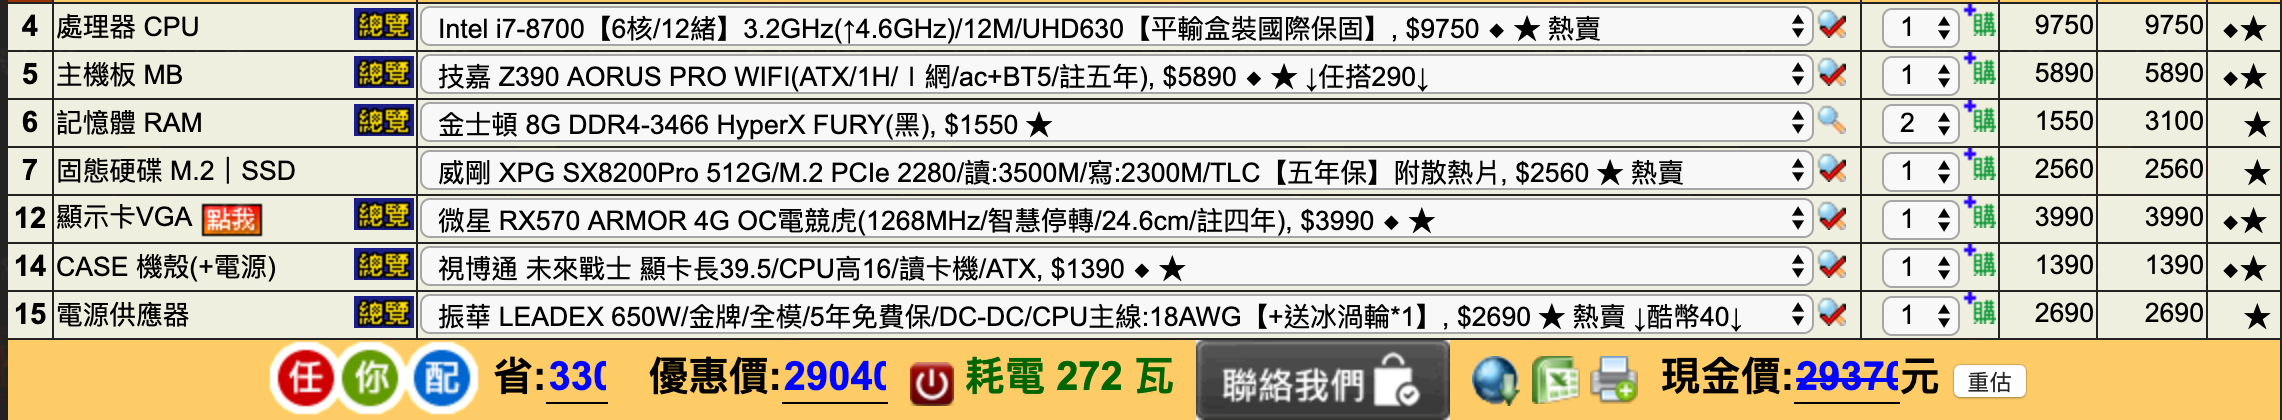 4 處理器 CPU 總覽 Intel i7-8700【6核/12緒】3.2GHz(↑4.6GHz)/12M/UHD630【平輸盒裝國際保固】, $9750 ◆ ★ 熱賣 1 +購 9750 9750 ◆★
5 主機板 MB 總覽 技嘉 Z390 AORUS PRO WIFI(ATX/1H/Ｉ網/ac+BT5/註五年), $5890 ◆ ★ ↓任搭290↓ 1 +購 5890 5890 ◆★
6 記憶體 RAM 總覽 金士頓 8G DDR4-3466 HyperX FURY(黑), $1550 ★ 2 +購 1550 3100 ★
7 固態硬碟 M.2｜SSD 威剛 XPG SX8200Pro 512G/M.2 PCIe 2280/讀:3500M/寫:2300M/TLC【五年保】附散熱片, $2560 ★ 熱賣 1 +購 2560 2560 ★
12 顯示卡VGA 點我 總覽 微星 RX570 ARMOR 4G OC電競虎(1268MHz/智慧停轉/24.6cm/註四年), $3990 ◆ ★ 1 +購 3990 3990 ◆★
14 CASE 機殼(+電源) 總覽 視博通 未來戰士 顯卡長39.5/CPU高16/讀卡機/ATX, $1390 ◆ ★ 1 +購 1390 1390 ◆★
15 電源供應器 總覽 振華 LEADEX 650W/金牌/全模/5年免費保/DC-DC/CPU主線:18AWG【+送冰渦輪*1】, $2690 ★ 熱賣 ↓酷幣40↓ 1 +購 2690 2690 ★
任你配 省:330 優惠價:29040 耗電 272 瓦 聯絡我們 現金價:29370元 重估